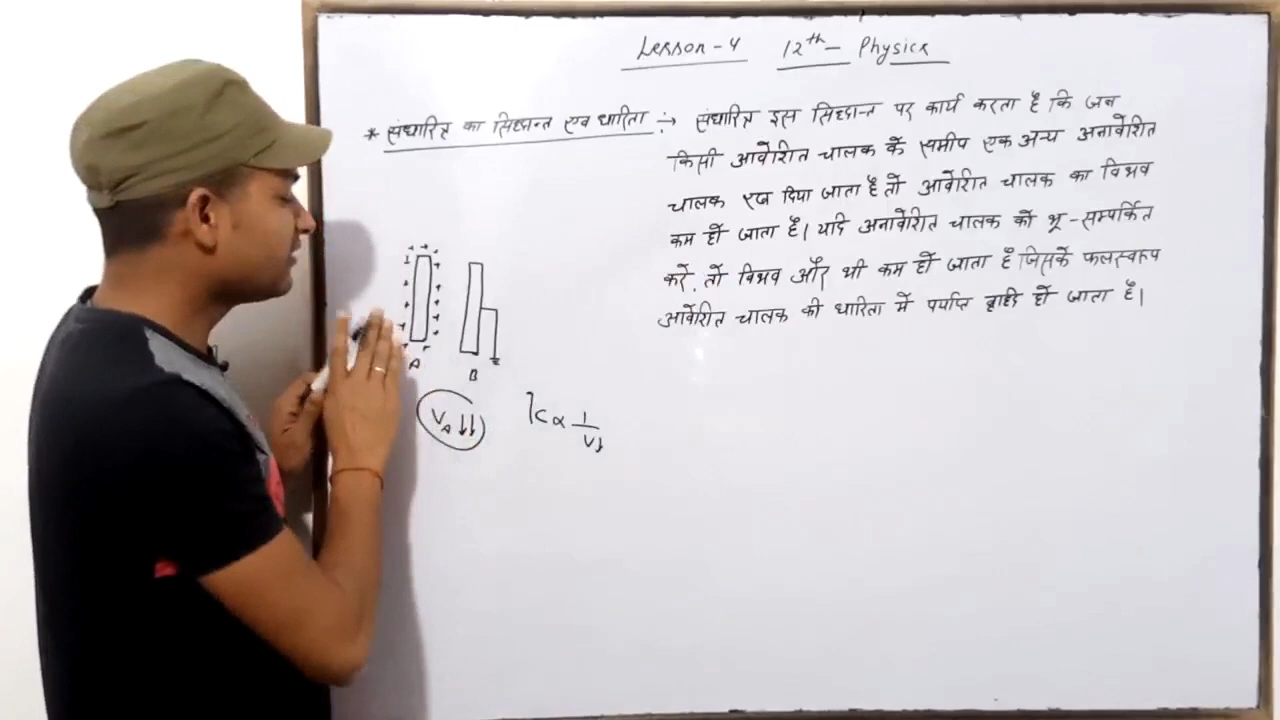 Lesson-4 12th- Physics
* संधारित्र का सिध्दान्त एवं धारिता :→ संधारित्र इस सिध्दान्त पर कार्य करता है कि जब
किसी आवेशित चालक के समीप एक अन्य अनावेशित
चालक रख दिया जाता है तो आवेशित चालक का विभव
कम हो जाता है। यदि अनावेशित चालक को भू-सम्पर्कित
करे. तो विभव और भी कम हो जाता है जिसके फलस्वरूप
आवेशित चालक की धारिता में पर्याप्त बृद्दि हो जाता है।
A B
V_A ↓↓ ↑C ∝ 1/V↓